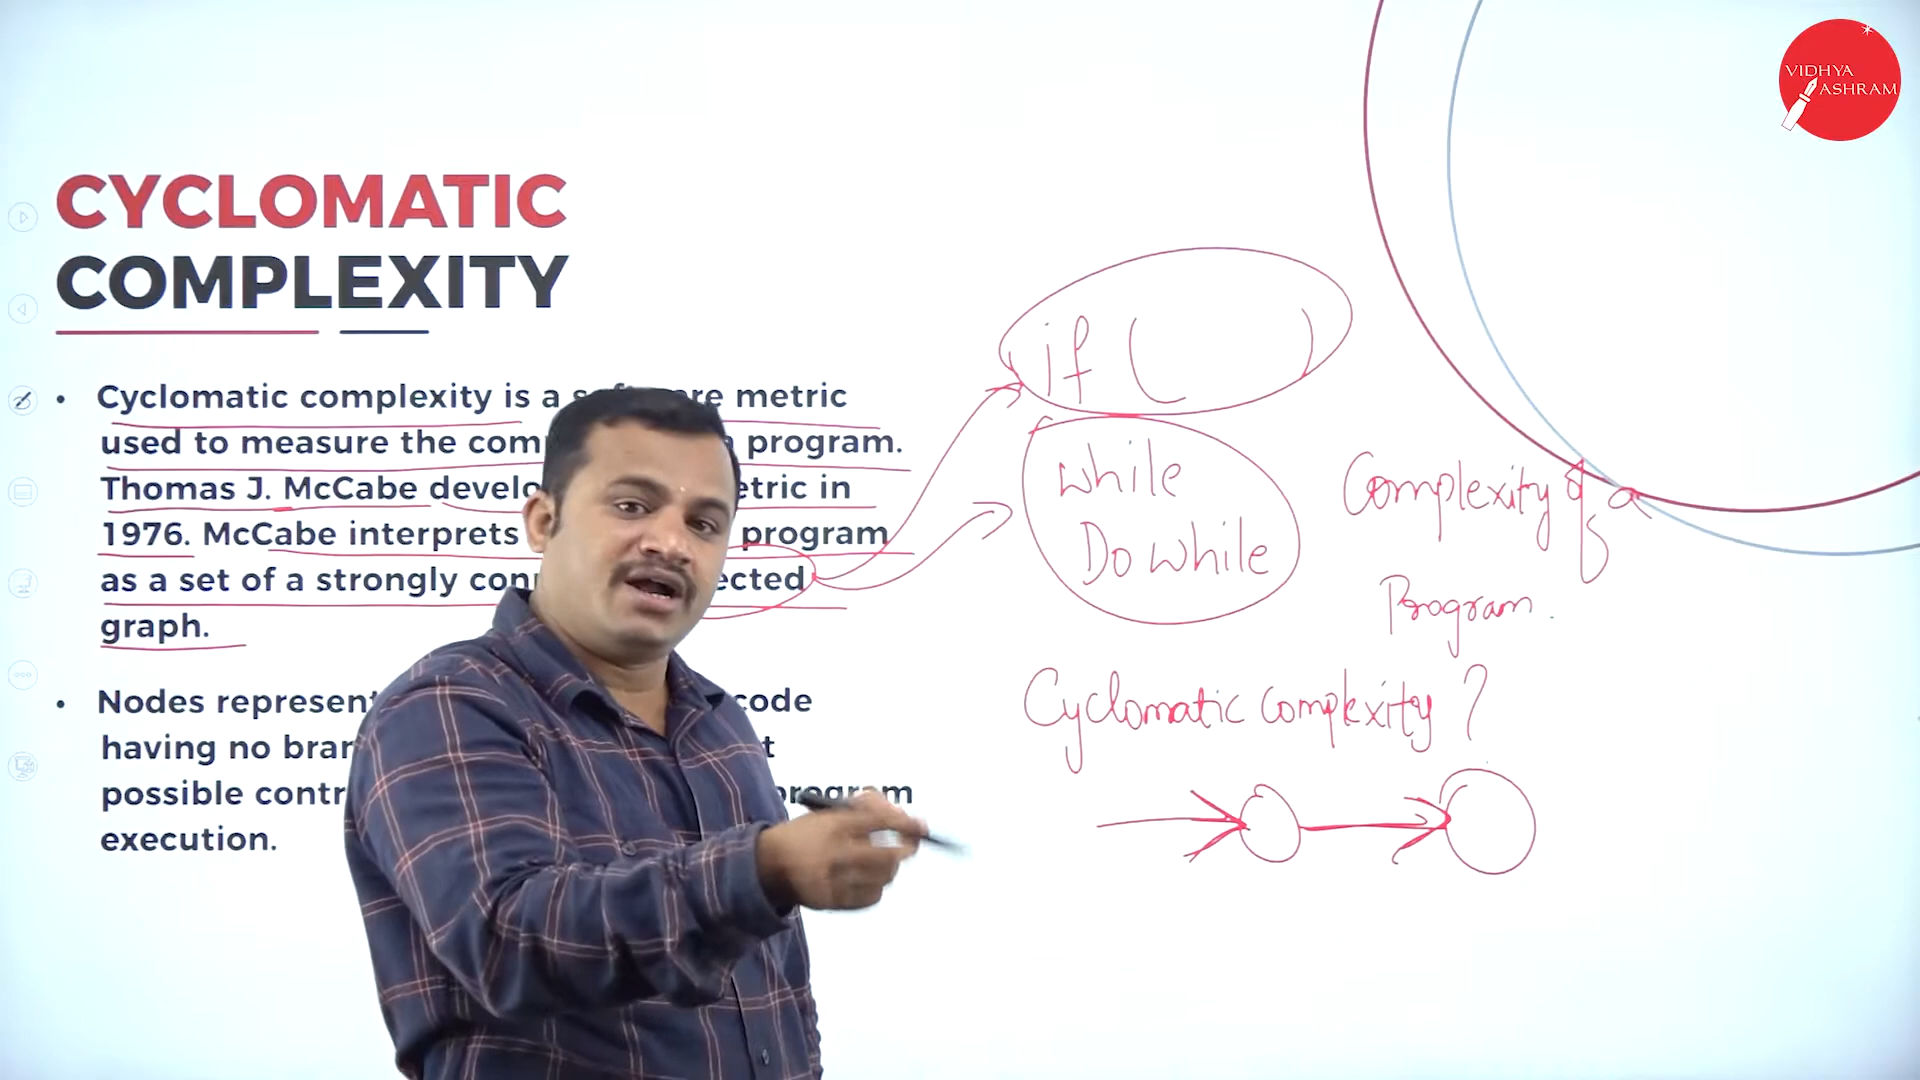 VIDHYA
ASHRAM
CYCLOMATIC
COMPLEXITY
• Cyclomatic complexity is a re metric
used to measure the com program.
Thomas J. McCabe develo etric in
1976. McCabe interprets program
as a set of a strongly con ected
graph.
• Nodes represent code
having no bran t
possible contr program
execution.
if ( )
while
Do while
Complexity of a
Program.
Cyclomatic complexity ?